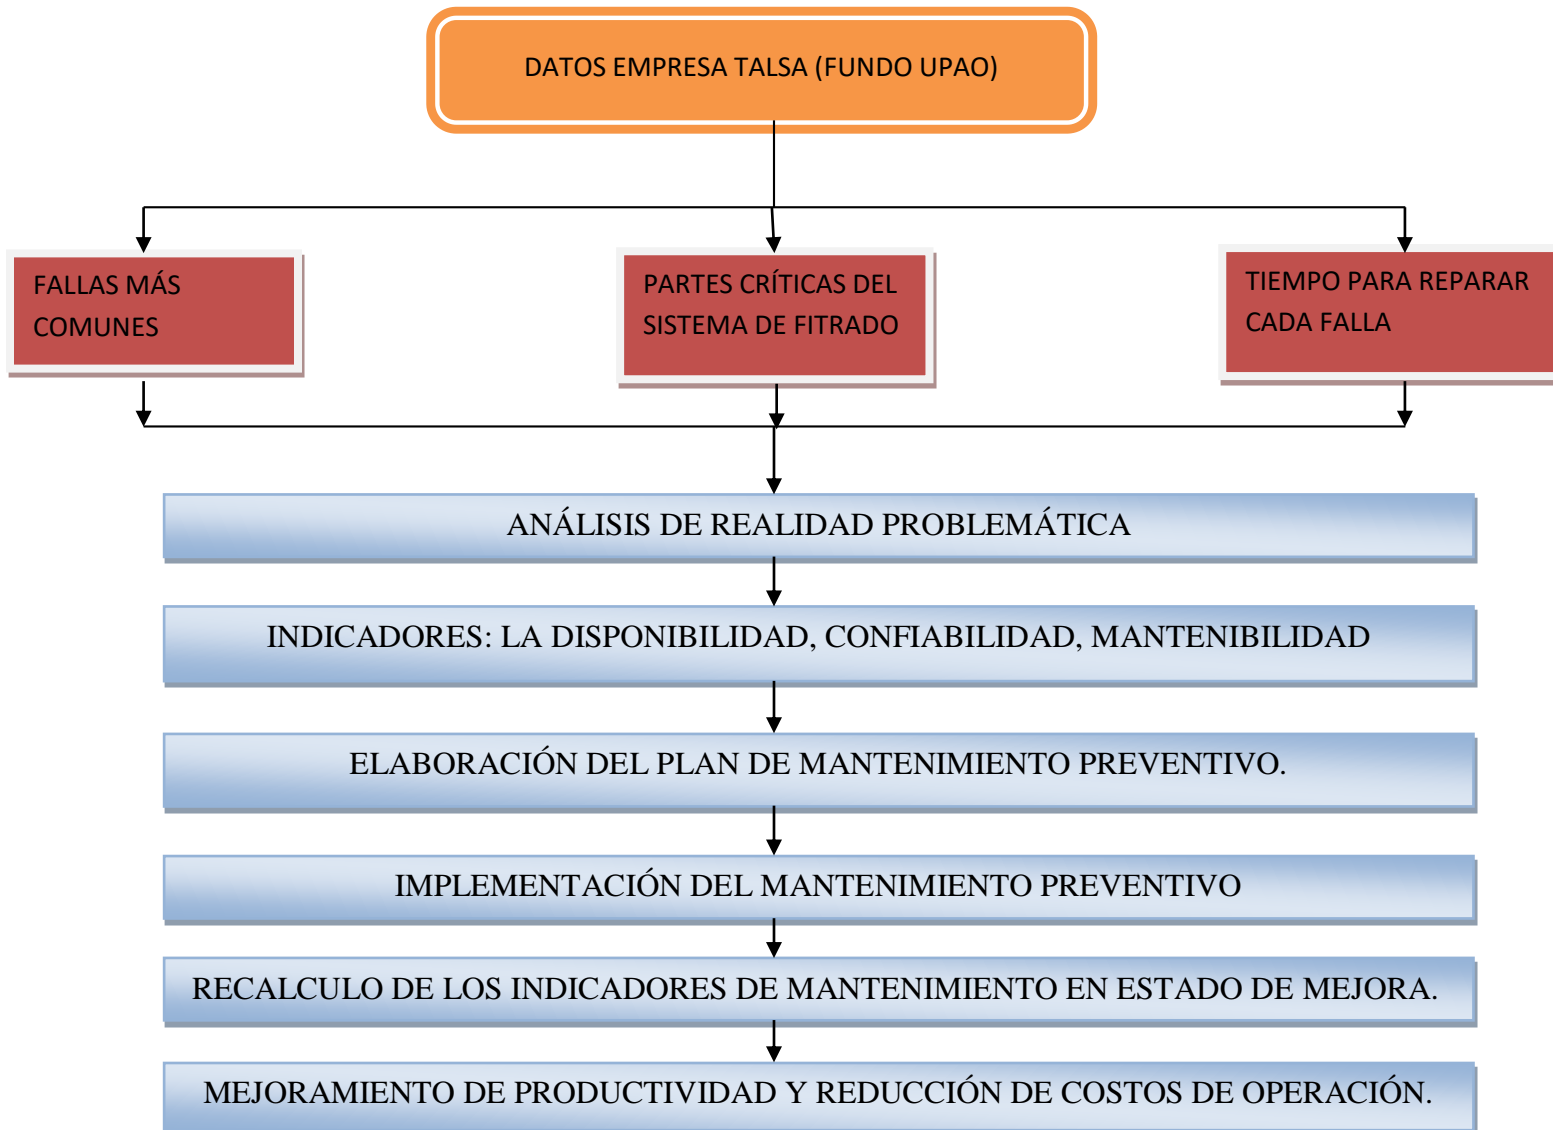 DATOS EMPRESA TALSA (FUNDO UPAO)
FALLAS MÁS
COMUNES
PARTES CRÍTICAS DEL
SISTEMA DE FITRADO
TIEMPO PARA REPARAR
CADA FALLA
ANÁLISIS DE REALIDAD PROBLEMÁTICA
INDICADORES: LA DISPONIBILIDAD, CONFIABILIDAD, MANTENIBILIDAD
ELABORACIÓN DEL PLAN DE MANTENIMIENTO PREVENTIVO.
IMPLEMENTACIÓN DEL MANTENIMIENTO PREVENTIVO
RECALCULO DE LOS INDICADORES DE MANTENIMIENTO EN ESTADO DE MEJORA.
MEJORAMIENTO DE PRODUCTIVIDAD Y REDUCCIÓN DE COSTOS DE OPERACIÓN.